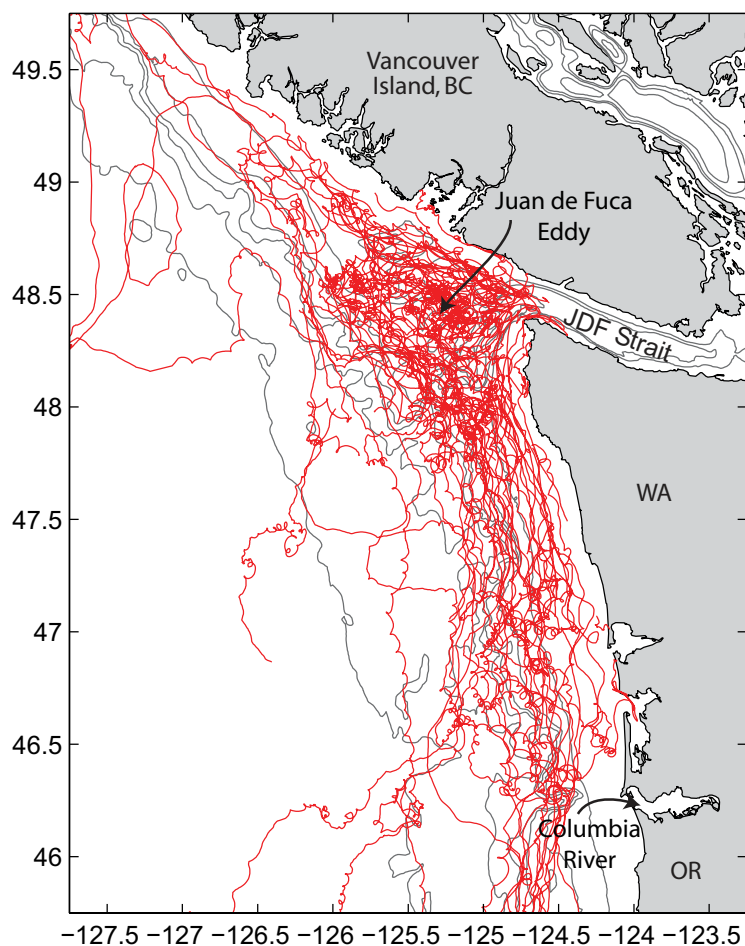 49.5
49
48.5
48
47.5
47
46.5
46
Vancouver
Island, BC
Juan de Fuca
Eddy
JDF Strait
WA
Columbia
River
OR
−127.5 −127 −126.5 −126 −125.5 −125 −124.5 −124 −123.5